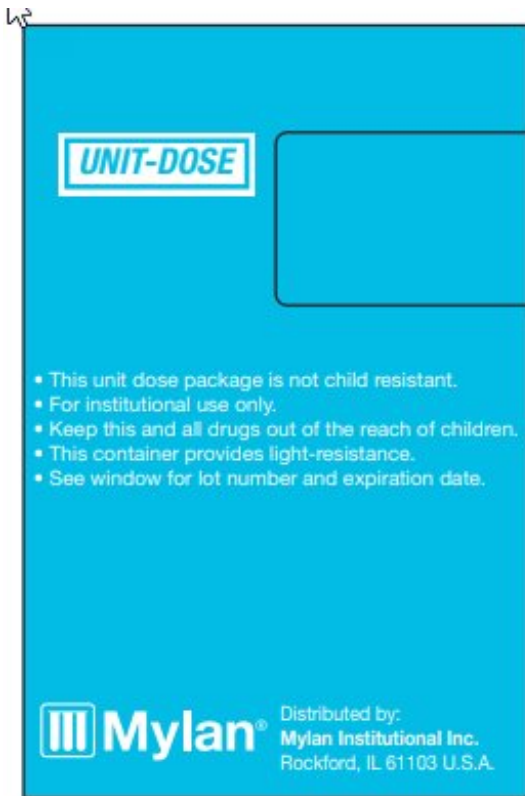 UNIT-DOSE
• This unit dose package is not child resistant.
• For institutional use only.
• Keep this and all drugs out of the reach of children.
• This container provides light-resistance.
• See window for lot number and expiration date.
Mylan®
Distributed by:
Mylan Institutional Inc.
Rockford, IL 61103 U.S.A.